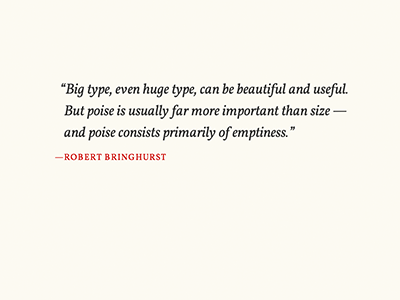 “Big type, even huge type, can be beautiful and useful.
But poise is usually far more important than size —
and poise consists primarily of emptiness.”
—ROBERT BRINGHURST